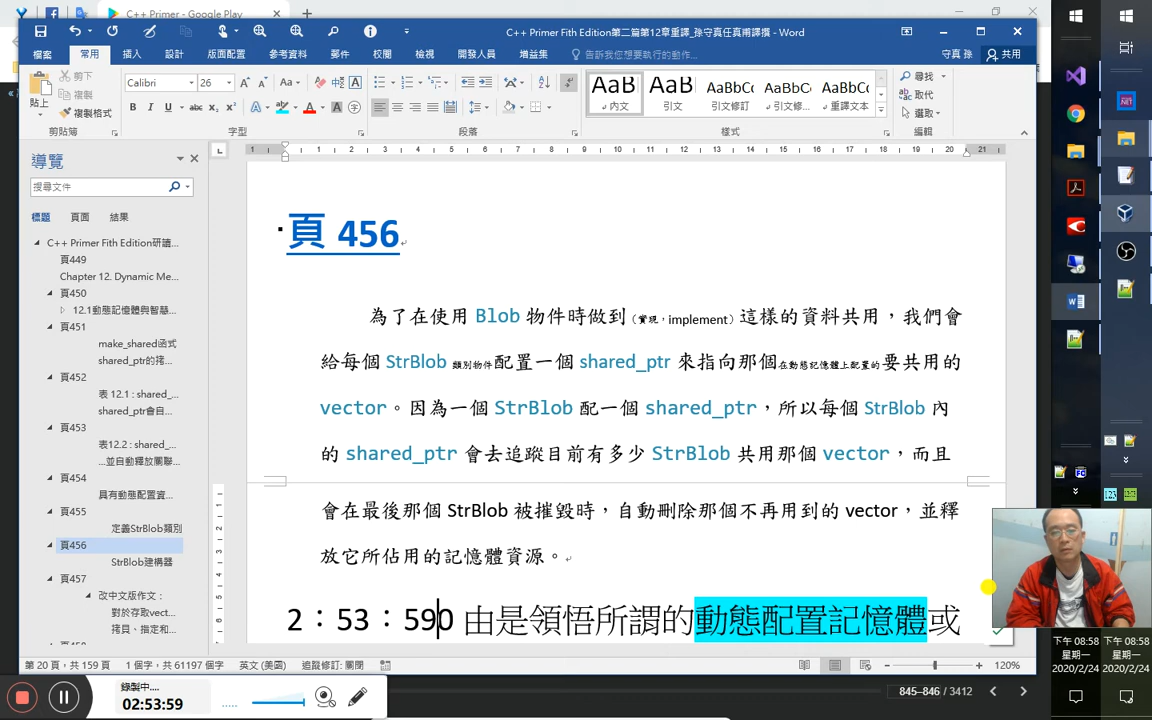 C++ Primer - Google Play
C++ Primer Fith Edition第二篇第12章重譯_孫守真任真甫譯撰 - Word
檔案 常用 插入 設計 版面配置 參考資料 郵件 校閱 檢視 開發人員 增益集 告訴我您想要執行的動作... 守真 孫 共用
貼上 剪下 複製 複製格式
Calibri 26
AaB 內文 AaB 引文 AaBbCc 引文修訂 AaBbCc 引文修... AaBbCc 重譯文本
尋找 取代 選取
剪貼簿 字型 段落 樣式 編輯
導覽
搜尋文件
標題 頁面 結果
C++ Primer Fith Edition研讀...
頁449
Chapter 12. Dynamic Me...
頁450
12.1動態記憶體與智慧...
頁451
make_shared函式
shared_ptr的拷...
頁452
表 12.1 : shared_...
shared_ptr會自...
頁453
表12.2 : shared_...
...並自動釋放關聯...
頁454
具有動態配置資...
頁455
定義StrBlob類別
頁456
StrBlob建構器
頁457
改中文版作文：
對於存取vect...
拷貝、指定和...
頁 456
為了在使用 Blob 物件時做到（實現，implement）這樣的資料共用，我們會
給每個 StrBlob 類別物件配置一個 shared_ptr 來指向那個在動態記憶體上配置的要共用的
vector。因為一個 StrBlob 配一個 shared_ptr，所以每個 StrBlob 內
的 shared_ptr 會去追蹤目前有多少 StrBlob 共用那個 vector，而且
會在最後那個 StrBlob 被摧毀時，自動刪除那個不再用到的 vector，並釋
放它所佔用的記憶體資源。
2：53：590 由是領悟所謂的動態配置記憶體或
第 20 頁，共 159 頁 1 個字，共 61197 個字 英文 (美國) 追蹤修訂: 關閉 120%
錄製中....
02:53:59
845–846 / 3412
下午 08:58 下午 08:58
星期一 星期一
2020/2/24 2020/2/24